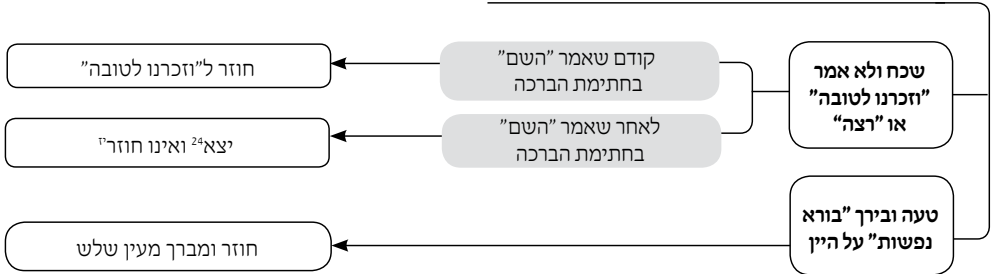 שכח ולא אמר
"וזכרנו לטובה"
או "רצה"
קודם שאמר "השם"
בחתימת הברכה
חוזר ל"וזכרנו לטובה"
לאחר שאמר "השם"
בחתימת הברכה
יצא24 ואינו חוזריז
טעה ובירך "בורא
נפשות" על היין
חוזר ומברך מעין שלש